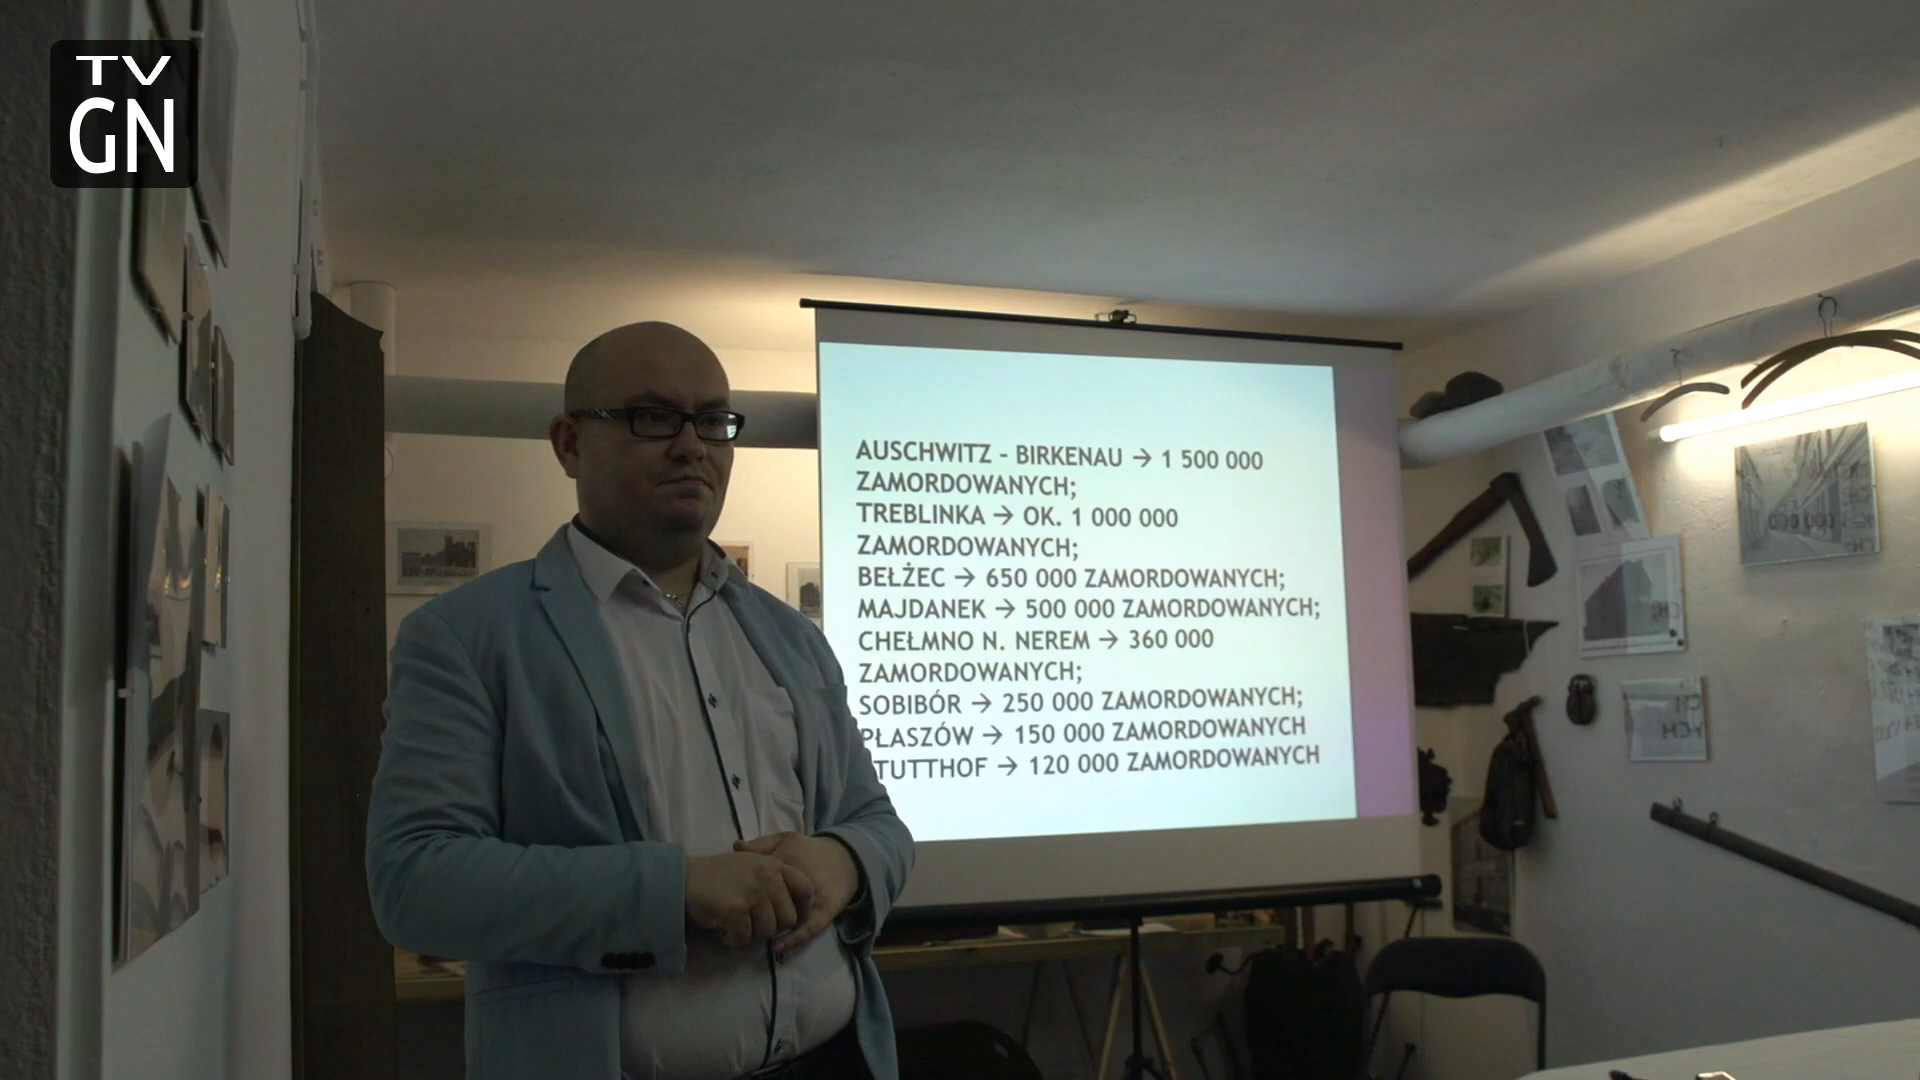 TV
GN
AUSCHWITZ - BIRKENAU → 1 500 000
ZAMORDOWANYCH;
TREBLINKA → OK. 1 000 000
ZAMORDOWANYCH;
BEŁŻEC → 650 000 ZAMORDOWANYCH;
MAJDANEK → 500 000 ZAMORDOWANYCH;
CHEŁMNO N. NEREM → 360 000
ZAMORDOWANYCH;
SOBIBÓR → 250 000 ZAMORDOWANYCH;
PŁASZÓW → 150 000 ZAMORDOWANYCH
TUTTHOF → 120 000 ZAMORDOWANYCH